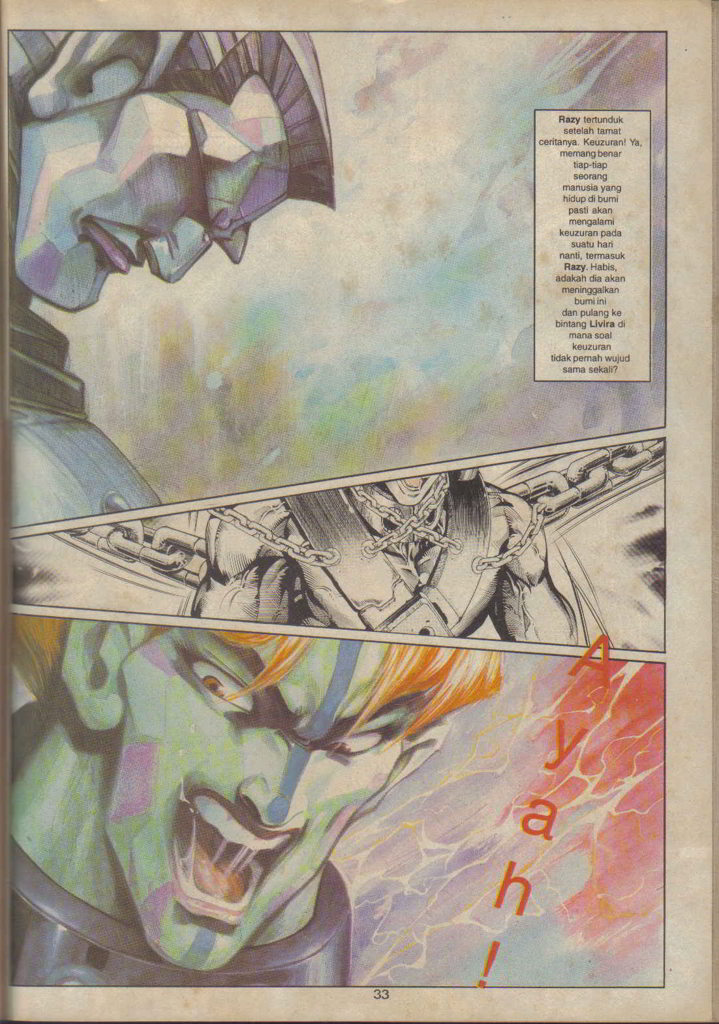 Razy tertunduk
setelah tamat
ceritanya. Keuzuran! Ya,
memang benar
tiap-tiap
seorang
manusia yang
hidup di bumi
pasti akan
mengalami
keuzuran pada
suatu hari
nanti, termasuk
Razy. Habis,
adakah dia akan
meninggalkan
bumi ini
dan pulang ke
bintang Livira di
mana soal
keuzuran
tidak pernah wujud
sama sekali?
Ayah!
33